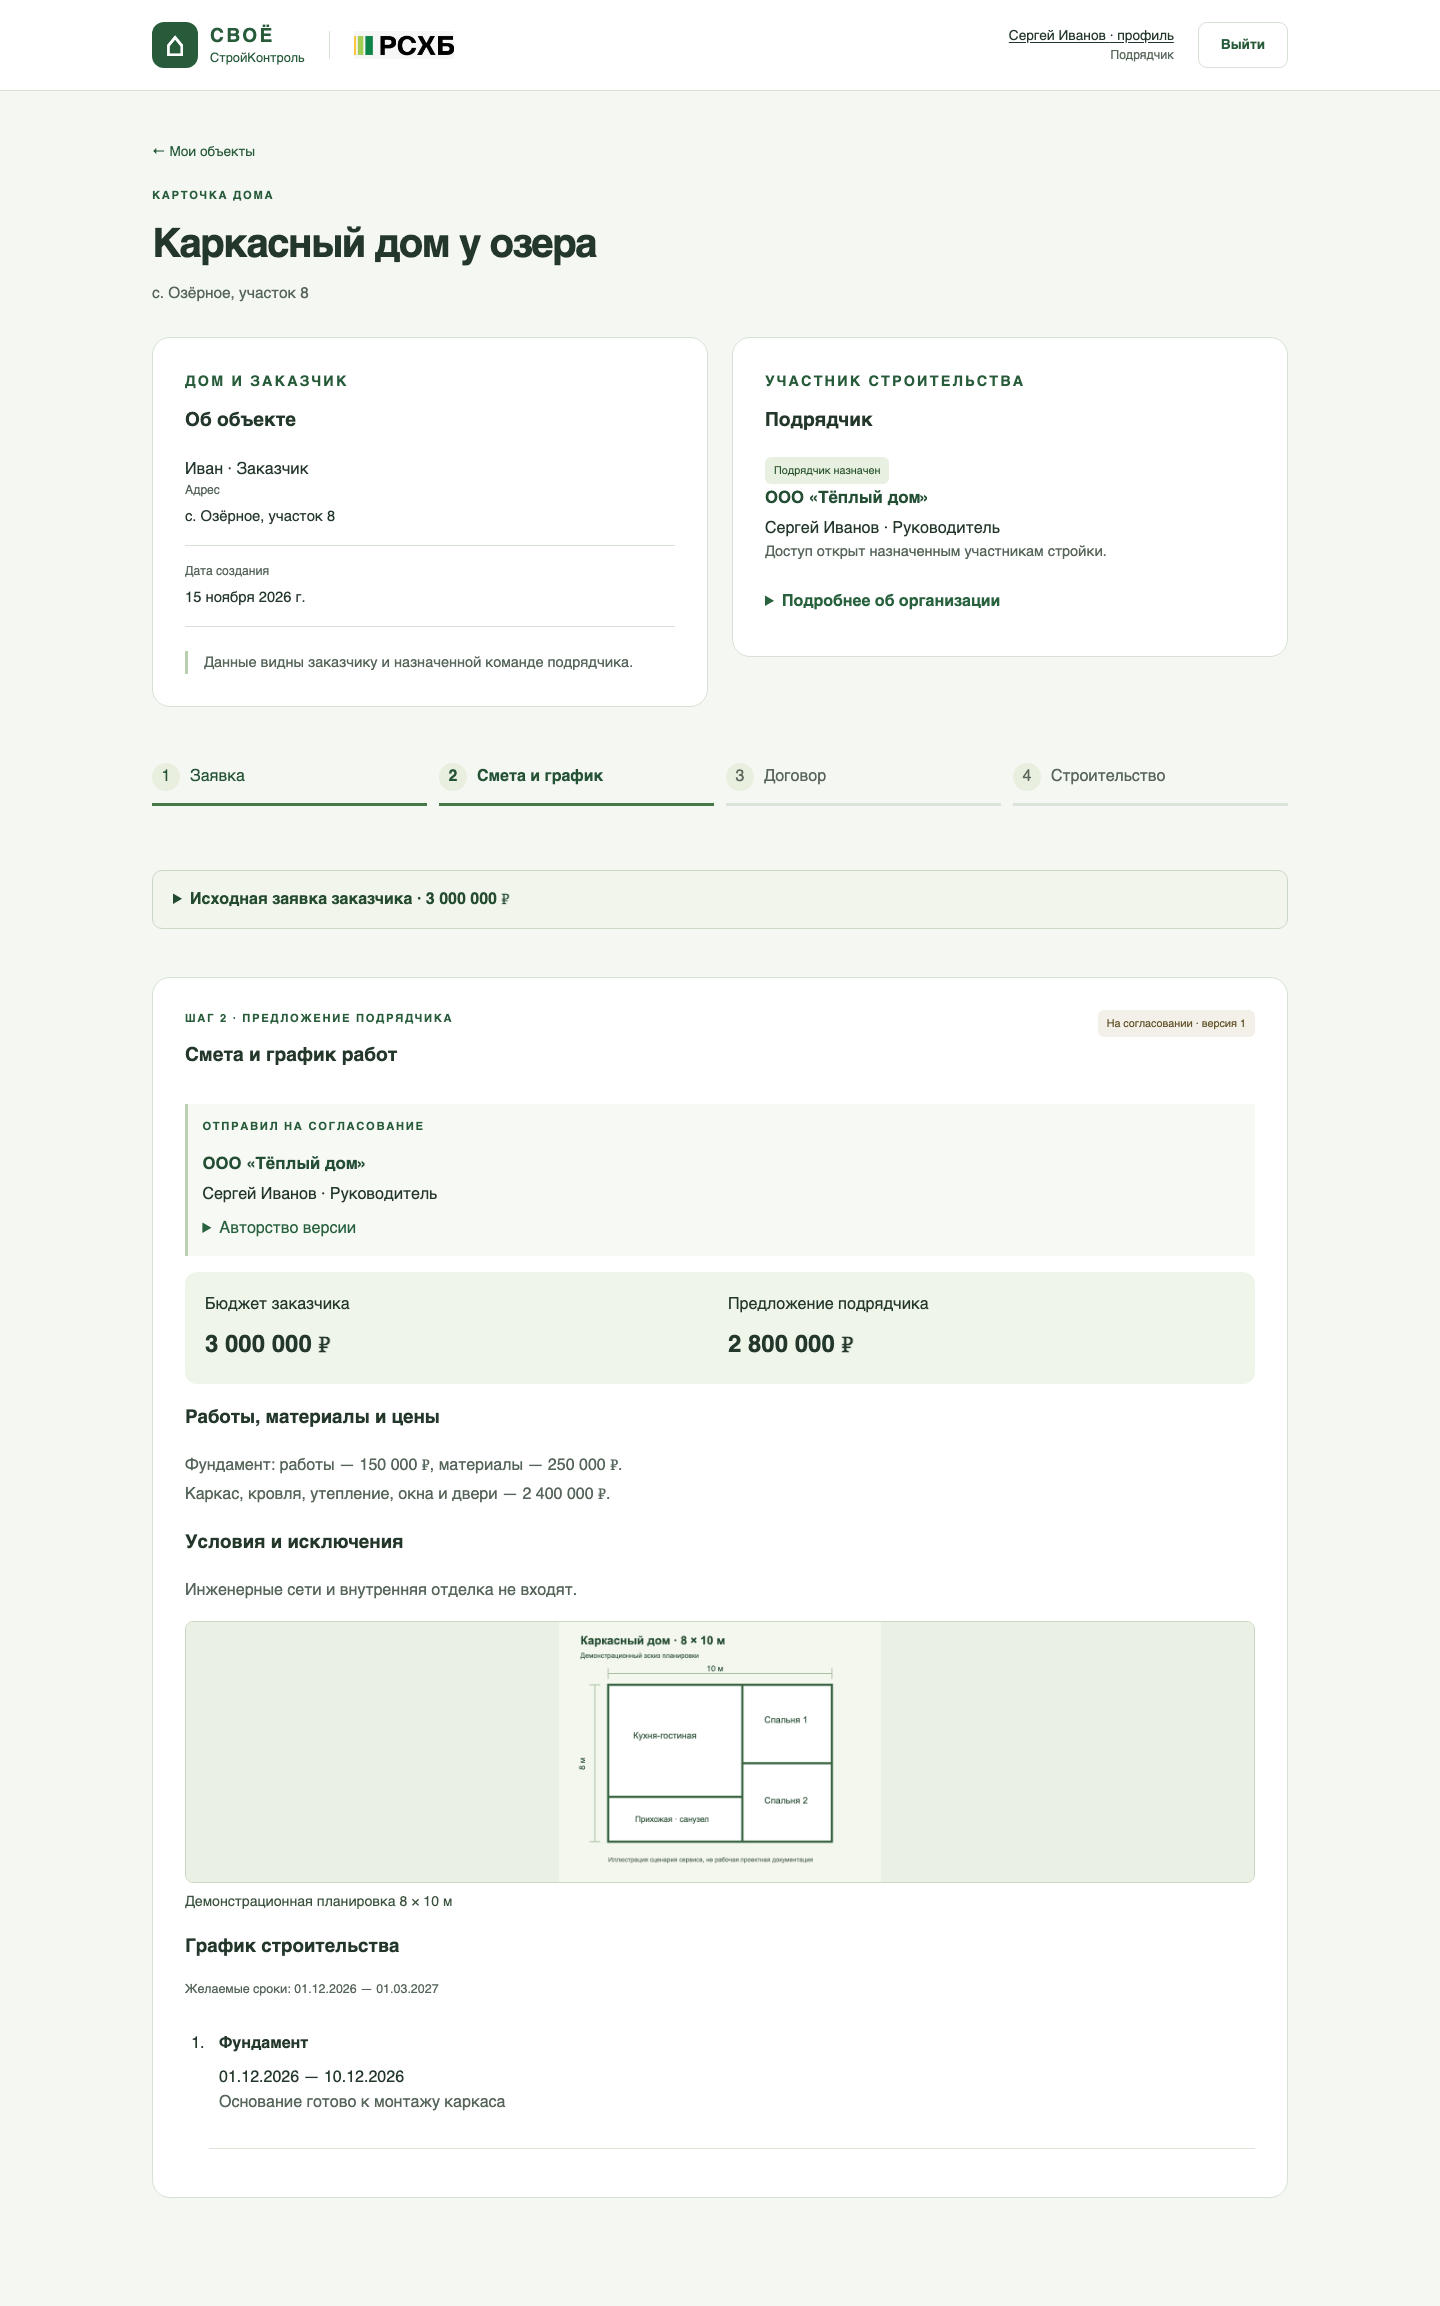 СВОЁ
СтройКонтроль
РСХБ
Сергей Иванов · профиль
Подрядчик
Выйти
← Мои объекты
КАРТОЧКА ДОМА
Каркасный дом у озера
с. Озёрное, участок 8
ДОМ И ЗАКАЗЧИК
Об объекте
Иван · Заказчик
Адрес
с. Озёрное, участок 8
Дата создания
15 ноября 2026 г.
Данные видны заказчику и назначенной команде подрядчика.
УЧАСТНИК СТРОИТЕЛЬСТВА
Подрядчик
Подрядчик назначен
ООО «Тёплый дом»
Сергей Иванов · Руководитель
Доступ открыт назначенным участникам стройки.
▶ Подробнее об организации
1 Заявка
2 Смета и график
3 Договор
4 Строительство
▶ Исходная заявка заказчика · 3 000 000 ₽
ШАГ 2 · ПРЕДЛОЖЕНИЕ ПОДРЯДЧИКА
Смета и график работ
На согласовании · версия 1
ОТПРАВИЛ НА СОГЛАСОВАНИЕ
ООО «Тёплый дом»
Сергей Иванов · Руководитель
▶ Авторство версии
Бюджет заказчика
3 000 000 ₽
Предложение подрядчика
2 800 000 ₽
Работы, материалы и цены
Фундамент: работы — 150 000 ₽, материалы — 250 000 ₽.
Каркас, кровля, утепление, окна и двери — 2 400 000 ₽.
Условия и исключения
Инженерные сети и внутренняя отделка не входят.
Каркасный дом · 8 × 10 м
Демонстрационный эскиз планировки
10 м
8 м
Кухня-гостиная
Спальня 1
Спальня 2
Прихожая · санузел
Иллюстрация сценария сервиса, не рабочая проектная документация
Демонстрационная планировка 8 × 10 м
График строительства
Желаемые сроки: 01.12.2026 — 01.03.2027
1. Фундамент
01.12.2026 — 10.12.2026
Основание готово к монтажу каркаса